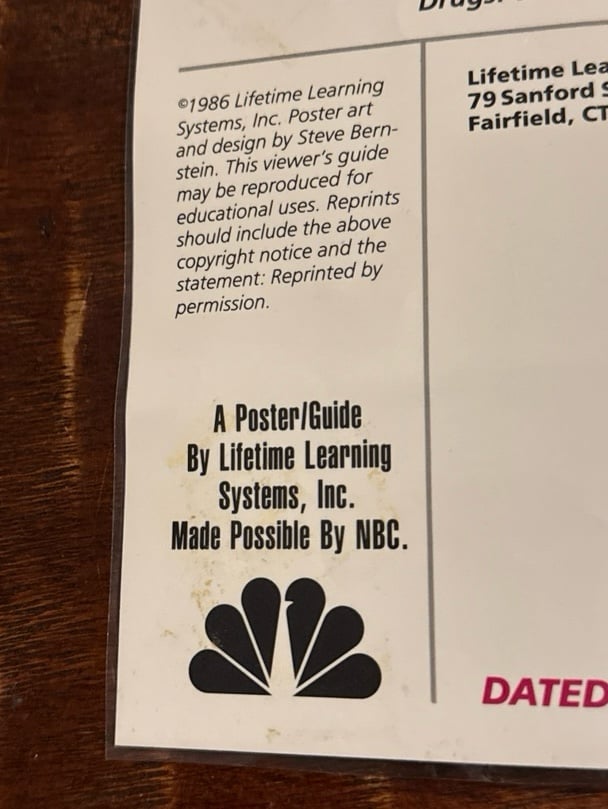 ©1986 Lifetime Learning
Systems, Inc. Poster art
and design by Steve Bern-
stein. This viewer's guide
may be reproduced for
educational uses. Reprints
should include the above
copyright notice and the
statement: Reprinted by
permission.
A Poster/Guide
By Lifetime Learning
Systems, Inc.
Made Possible By NBC.
Lifetime Lea
79 Sanford S
Fairfield, CT
DATED